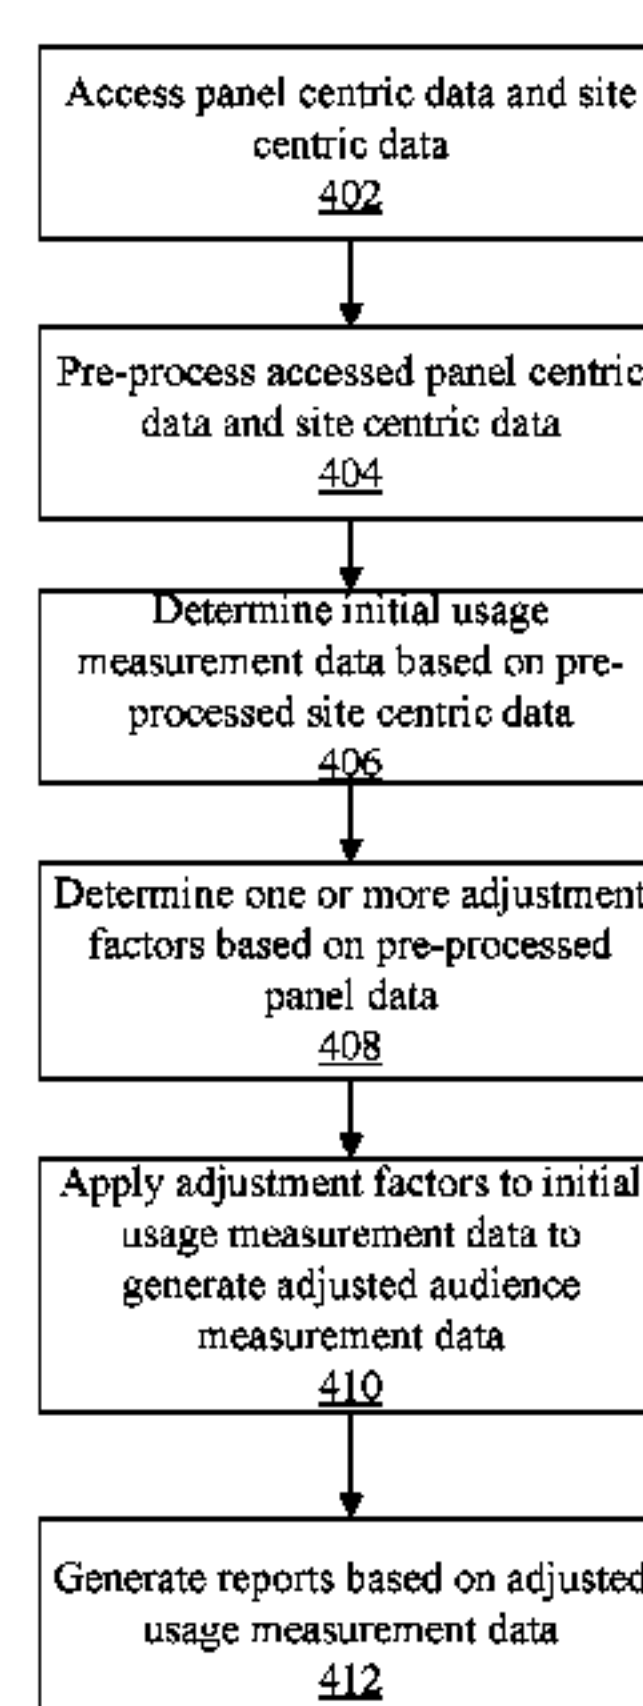 Access panel centric data and site
centric data
402
Pre-process accessed panel centric
data and site centric data
404
Determine initial usage
measurement data based on pre-
processed site centric data
406
Determine one or more adjustment
factors based on pre-processed
panel data
408
Apply adjustment factors to initial
usage measurement data to
generate adjusted audience
measurement data
410
Generate reports based on adjusted
usage measurement data
412